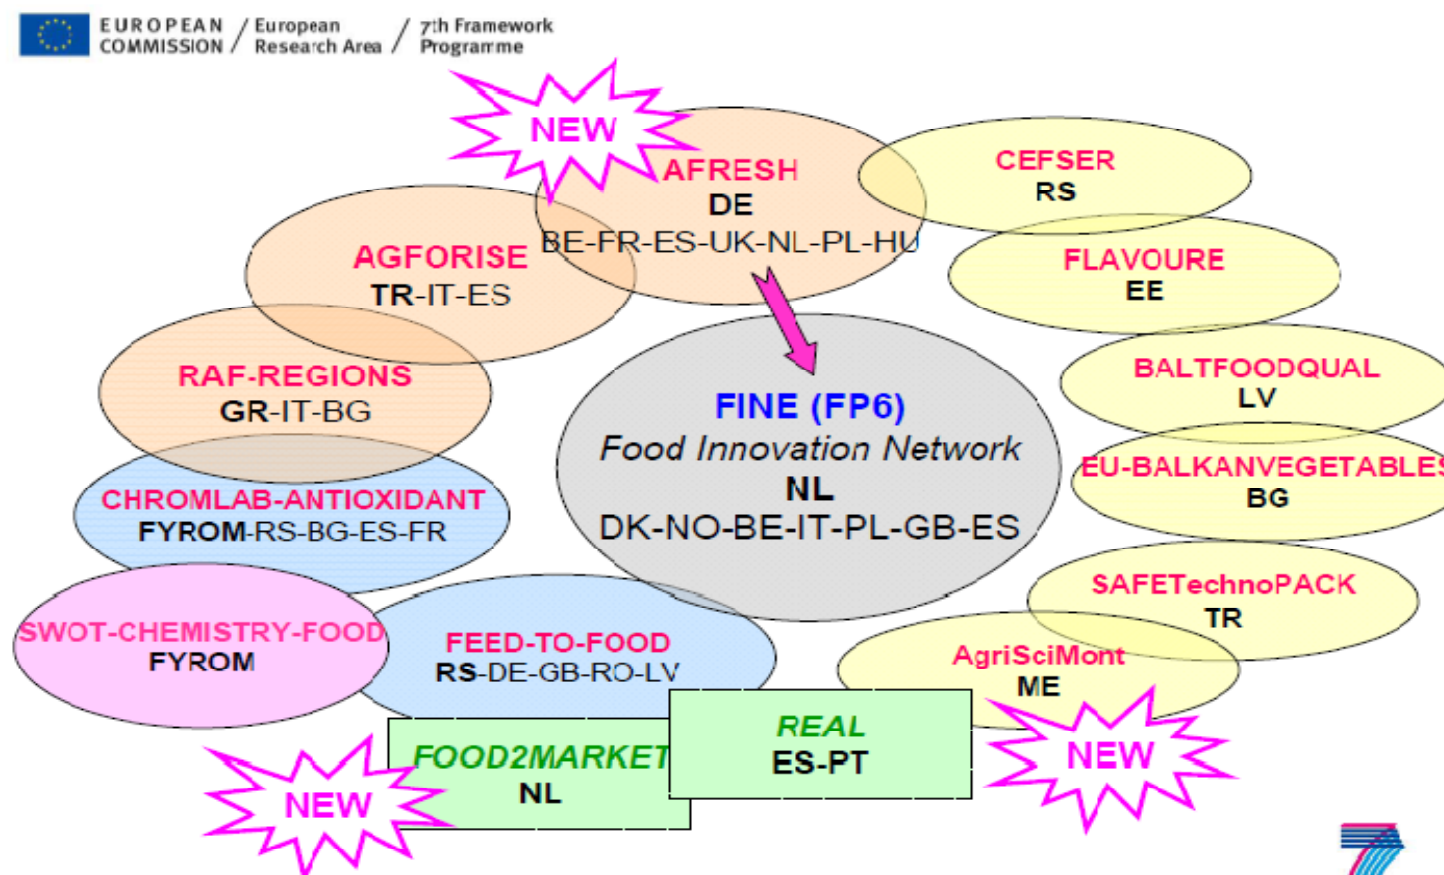 EUROPEAN / European / 7th Framework
COMMISSION / Research Area / Programme
NEW
AFRESH
DE
BE-FR-ES-UK-NL-PL-HU
CEFSER
RS
AGFORISE
TR-IT-ES
FLAVOURE
EE
RAF-REGIONS
GR-IT-BG
BALTFOODQUAL
LV
FINE (FP6)
Food Innovation Network
NL
DK-NO-BE-IT-PL-GB-ES
EU-BALKANVEGETABLES
BG
CHROMLAB-ANTIOXIDANT
FYROM-RS-BG-ES-FR
SAFETechnoPACK
TR
SWOT-CHEMISTRY-FOOD
FYROM
FEED-TO-FOOD
RS-DE-GB-RO-LV
AgriSciMont
ME
REAL
ES-PT
NEW
FOOD2MARKET
NL
NEW
7